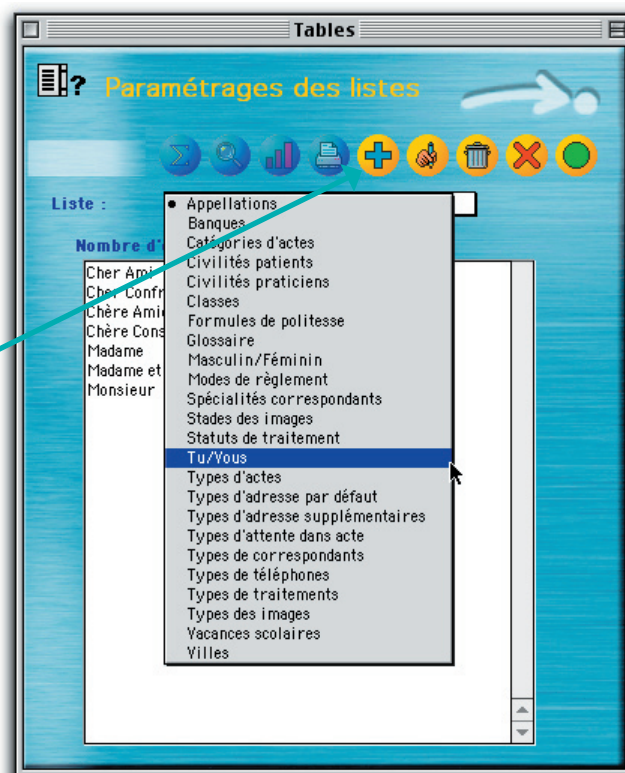 Tables
? Paramétrages des listes
Liste :
Nombre d'
Cher Ami
Cher Confr
Chère Ami
Chère Cons
Madame
Madame et
Monsieur
• Appellations
Banques
Catégories d'actes
Civilités patients
Civilités praticiens
Classes
Formules de politesse
Glossaire
Masculin/Féminin
Modes de règlement
Spécialités correspondants
Stades des images
Statuts de traitement
Tu/Vous
Types d'actes
Types d'adresse par défaut
Types d'adresse supplémentaires
Types d'attente dans acte
Types de correspondants
Types de téléphones
Types de traitements
Types des images
Vacances scolaires
Villes